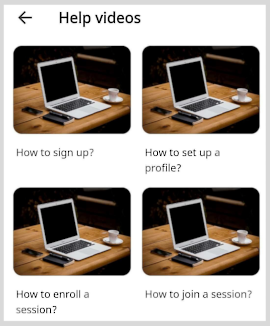 Help videos
How to sign up?
How to set up a
profile?
How to enroll a
session?
How to join a session?